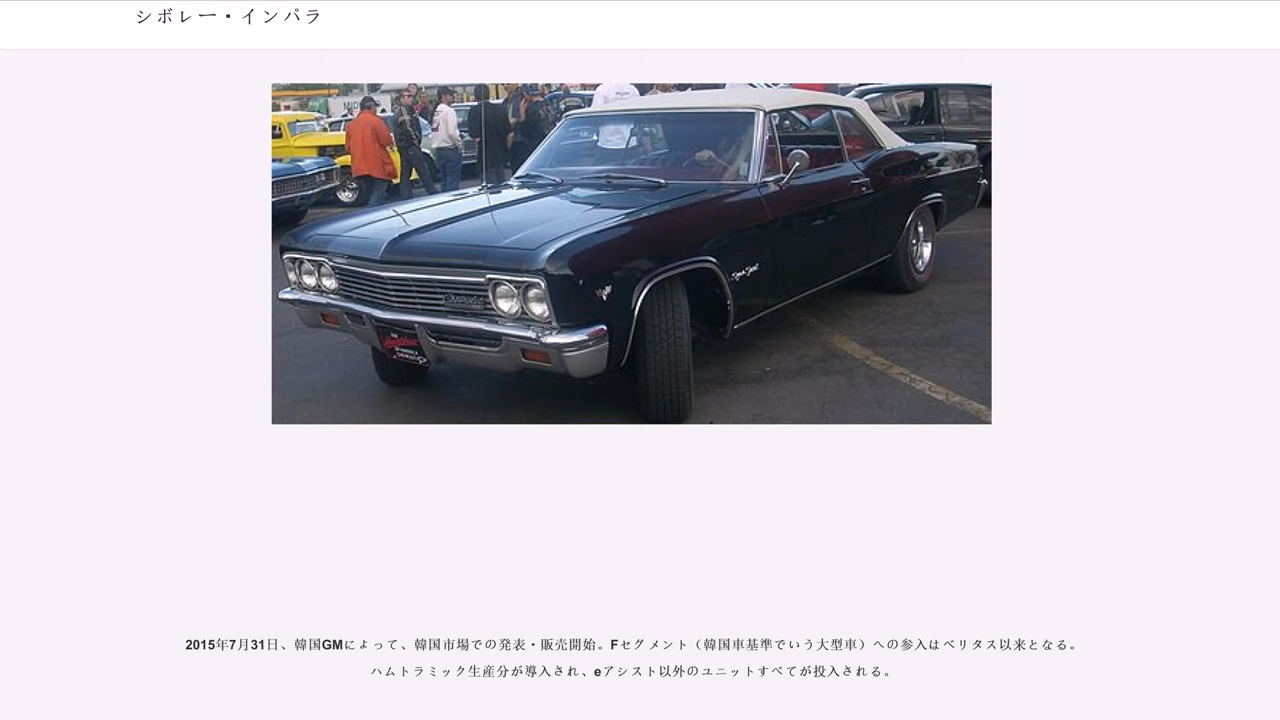 シボレー・インパラ
2015年7月31日、韓国GMによって、韓国市場での発表・販売開始。Fセグメント（韓国車基準でいう大型車）への参入はベリタス以来となる。
ハムトラミック生産分が導入され、eアシスト以外のユニットすべてが投入される。